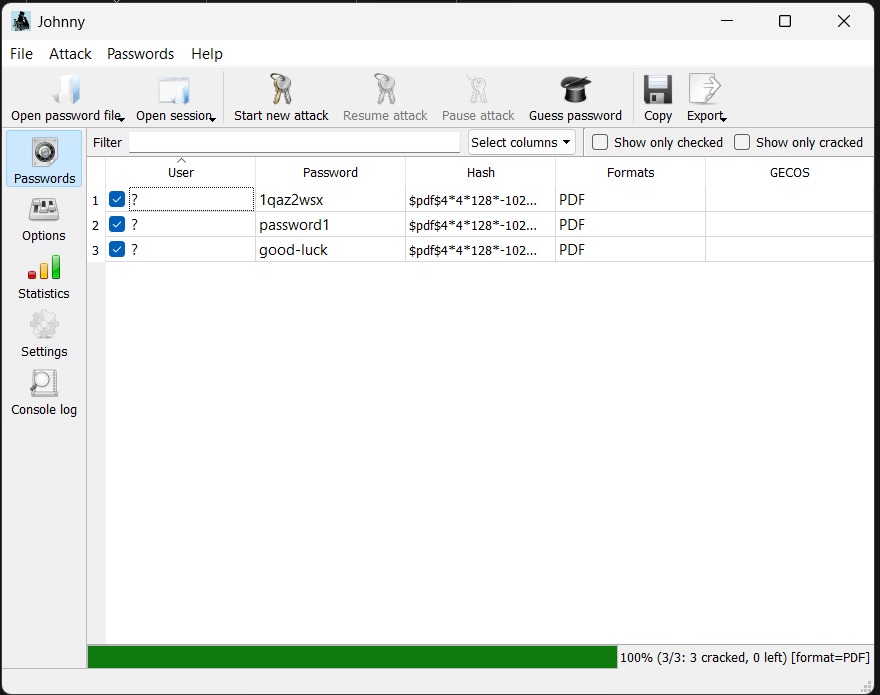 Johnny
File Attack Passwords Help
Open password file Open session Start new attack Resume attack Pause attack Guess password Copy Export
Passwords
Options
Statistics
Settings
Console log
Filter Select columns Show only checked Show only cracked
User Password Hash Formats GECOS
1 ? 1qaz2wsx $pdf$4*4*128*-102... PDF
2 ? password1 $pdf$4*4*128*-102... PDF
3 ? good-luck $pdf$4*4*128*-102... PDF
100% (3/3: 3 cracked, 0 left) [format=PDF]